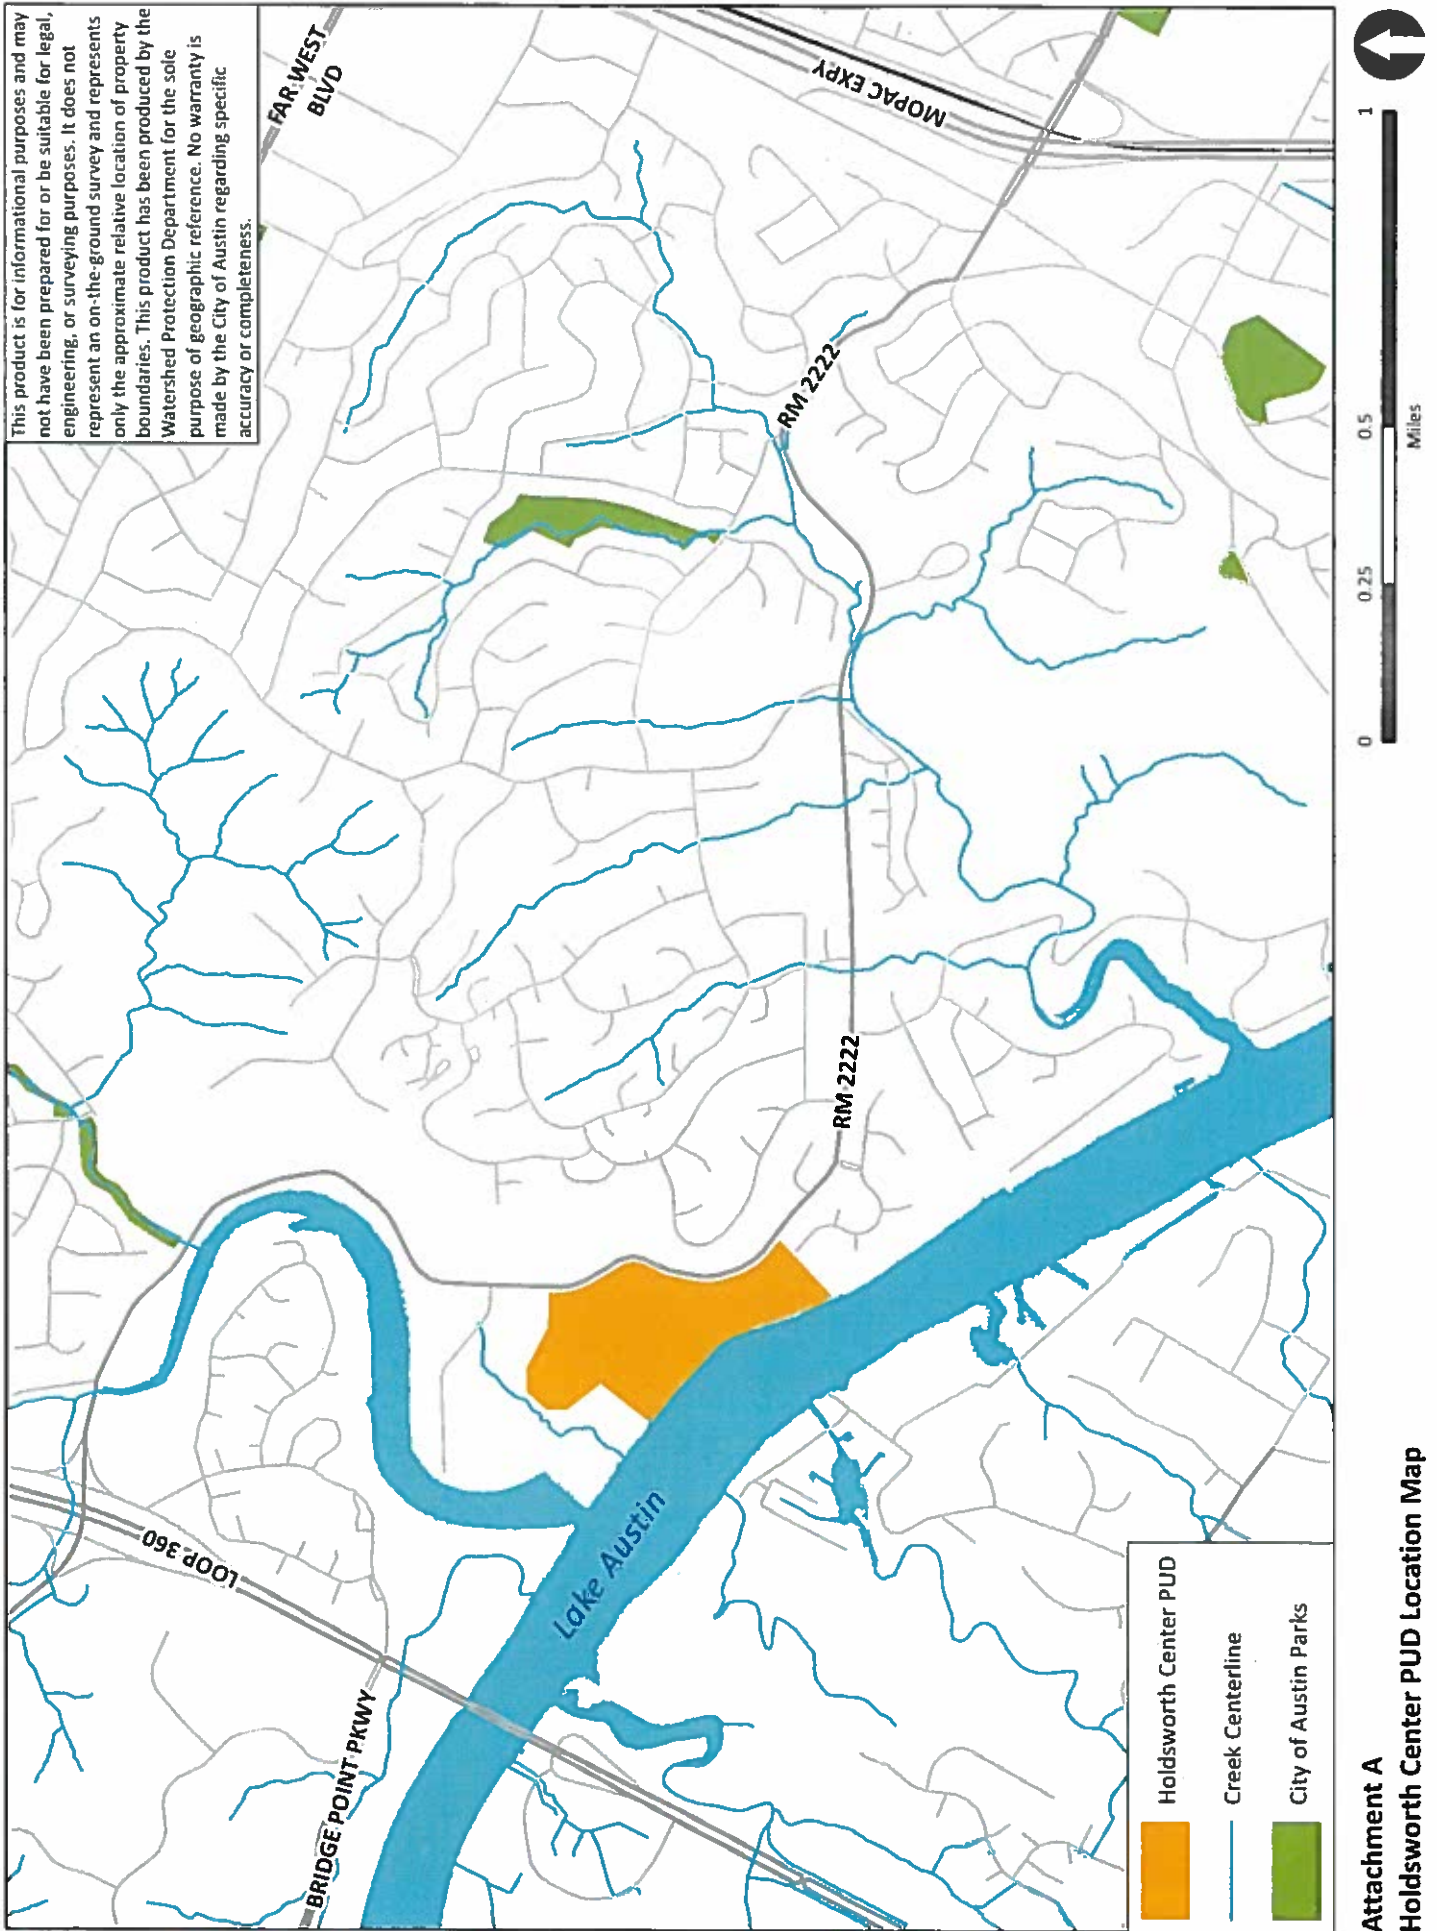 This product is for informational purposes and may
not have been prepared for or be suitable for legal,
engineering, or surveying purposes. It does not
represent an on-the-ground survey and represents
only the approximate relative location of property
boundaries. This product has been produced by the
Watershed Protection Department for the sole
purpose of geographic reference. No warranty is
made by the City of Austin regarding specific
accuracy or completeness.
FAR WEST
BLVD
MOPAC EXPY
RM 2222
RM 2222
LOOP 360
BRIDGE POINT PKWY
Lake Austin
Holdsworth Center PUD
Creek Centerline
City of Austin Parks
0
0.25
0.5
1
Miles
Attachment A
Holdsworth Center PUD Location Map